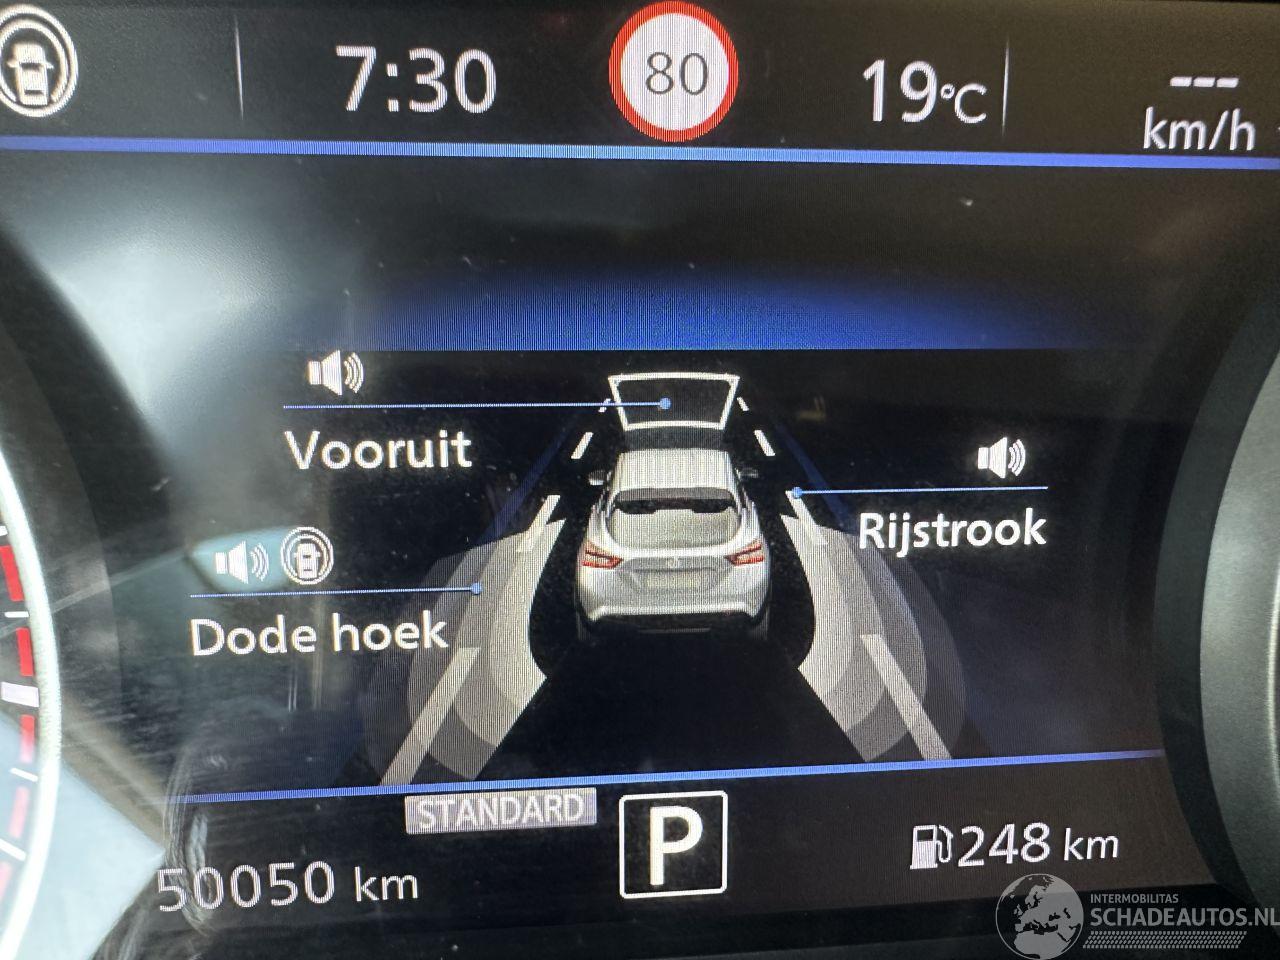 7:30
80
19°C
---
km/h
Vooruit
Rijstrook
Dode hoek
STANDARD
P
50050 km
248 km
INTERMOBILITAS
SCHADEAUTOS.NL